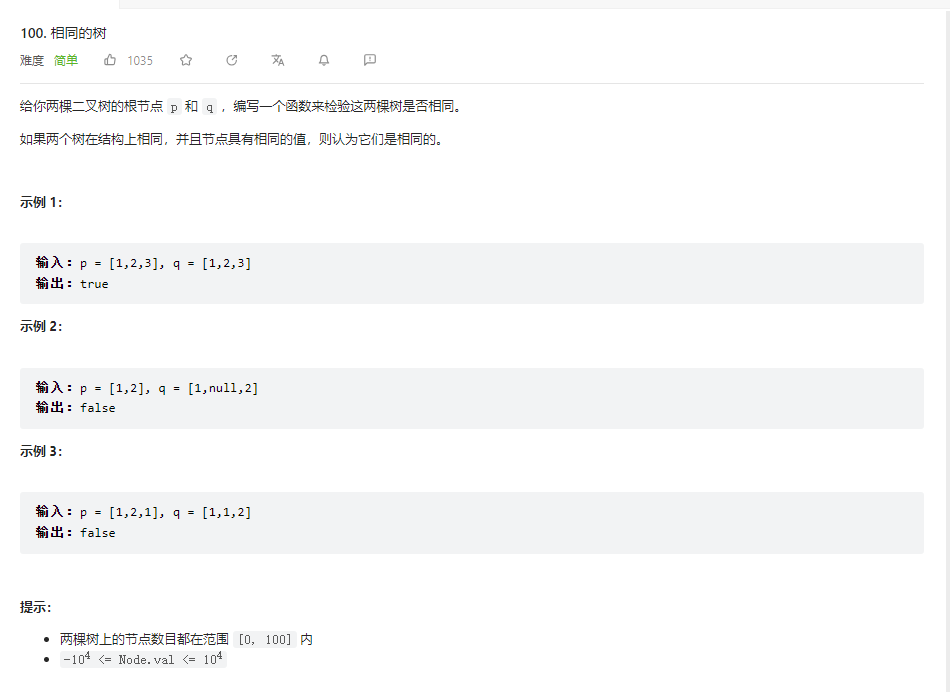 100. 相同的树
难度 简单 1035
给你两棵二叉树的根节点 p 和 q ，编写一个函数来检验这两棵树是否相同。
如果两个树在结构上相同，并且节点具有相同的值，则认为它们是相同的。
示例 1：
输入：p = [1,2,3], q = [1,2,3]
输出：true
示例 2：
输入：p = [1,2], q = [1,null,2]
输出：false
示例 3：
输入：p = [1,2,1], q = [1,1,2]
输出：false
提示：
• 两棵树上的节点数目都在范围 [0, 100] 内
• -10⁴ <= Node.val <= 10⁴